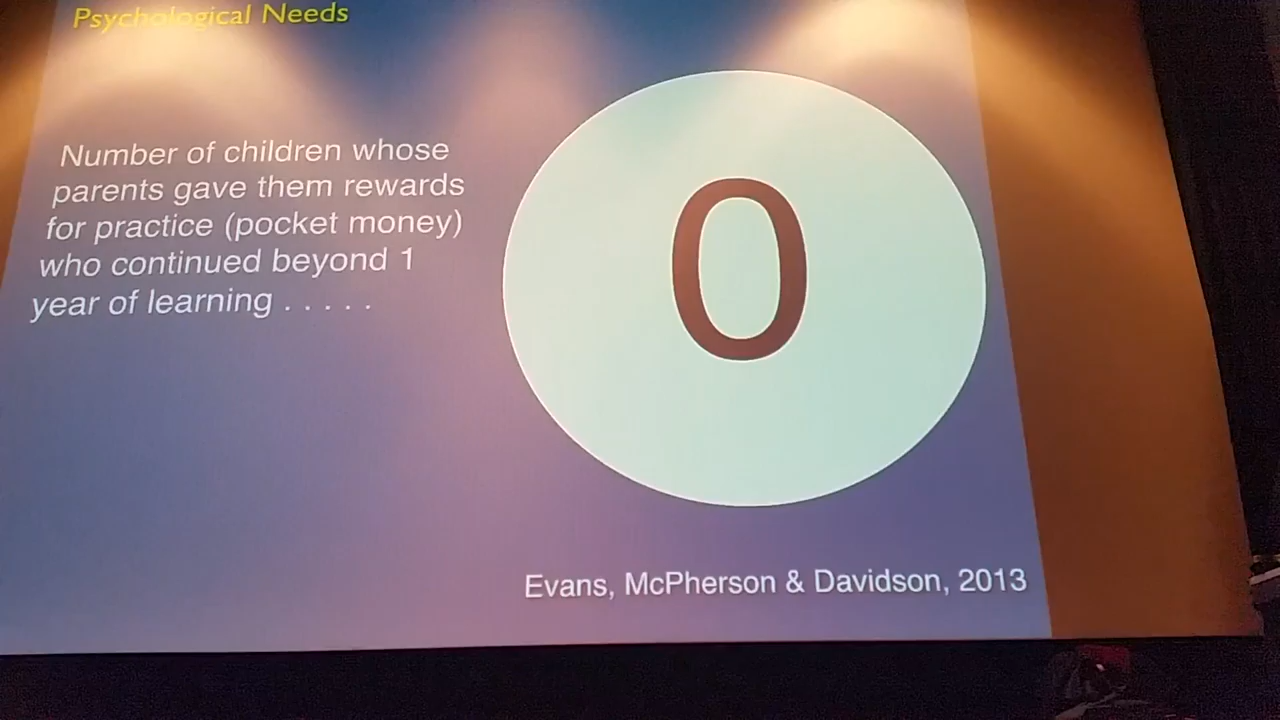 Psychological Needs
Number of children whose
parents gave them rewards
for practice (pocket money)
who continued beyond 1
year of learning . . . . .
0
Evans, McPherson & Davidson, 2013